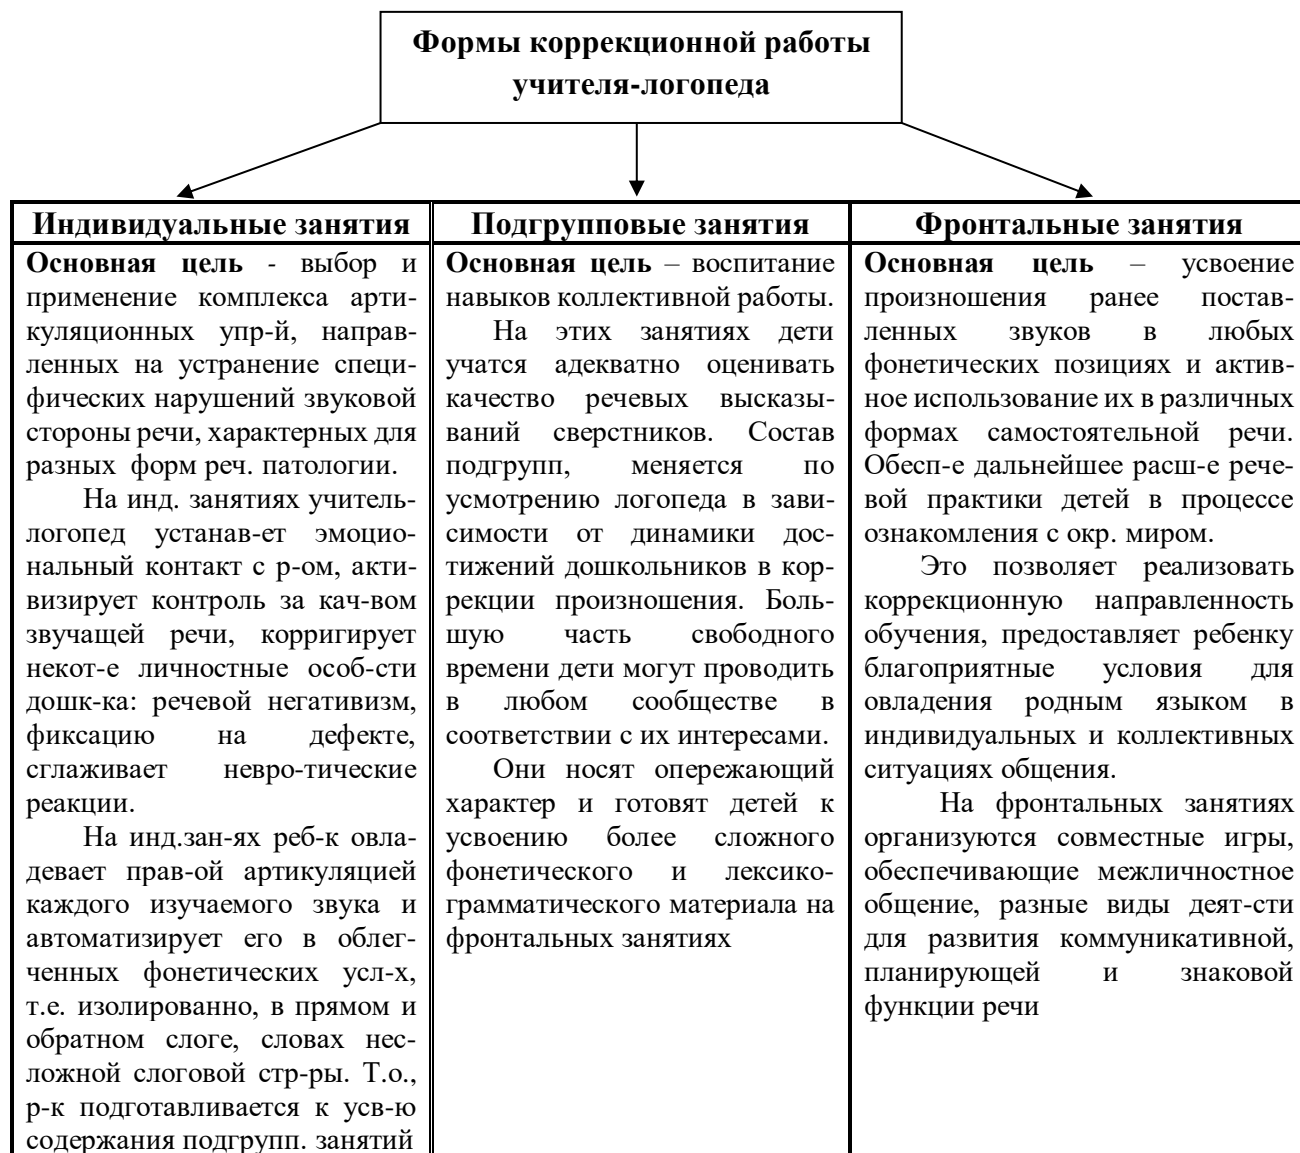 Формы коррекционной работы
учителя-логопеда
Индивидуальные занятия
Основная цель - выбор и
применение комплекса арти-
куляционных упр-й, направ-
ленных на устранение специ-
фических нарушений звуковой
стороны речи, характерных для
разных форм реч. патологии.
На инд. занятиях учитель-
логопед устанав-ет эмоцио-
нальный контакт с р-ом, акти-
визирует контроль за кач-вом
звучащей речи, корригирует
некот-е личностные особ-сти
дошк-ка: речевой негативизм,
фиксацию на дефекте,
сглаживает невро-тические
реакции.
На инд.зан-ях реб-к овла-
девает прав-ой артикуляцией
каждого изучаемого звука и
автоматизирует его в облег-
ченных фонетических усл-х,
т.е. изолированно, в прямом и
обратном слоге, словах нес-
ложной слоговой стр-ры. Т.о.,
р-к подготавливается к усв-ю
содержания подгрупп. занятий
Подгрупповые занятия
Основная цель – воспитание
навыков коллективной работы.
На этих занятиях дети
учатся адекватно оценивать
качество речевых высказы-
ваний сверстников. Состав
подгрупп, меняется по
усмотрению логопеда в зави-
симости от динамики дос-
тижений дошкольников в кор-
рекции произношения. Боль-
шую часть свободного
времени дети могут проводить
в любом сообществе в
соответствии с их интересами.
Они носят опережающий
характер и готовят детей к
усвоению более сложного
фонетического и лексико-
грамматического материала на
фронтальных занятиях
Фронтальные занятия
Основная цель – усвоение
произношения ранее постав-
ленных звуков в любых
фонетических позициях и актив-
ное использование их в различных
формах самостоятельной речи.
Обесп-е дальнейшее расш-е рече-
вой практики детей в процессе
ознакомления с окр. миром.
Это позволяет реализовать
коррекционную направленность
обучения, предоставляет ребенку
благоприятные условия для
овладения родным языком в
индивидуальных и коллективных
ситуациях общения.
На фронтальных занятиях
организуются совместные игры,
обеспечивающие межличностное
общение, разные виды деят-сти
для развития коммуникативной,
планирующей и знаковой
функции речи